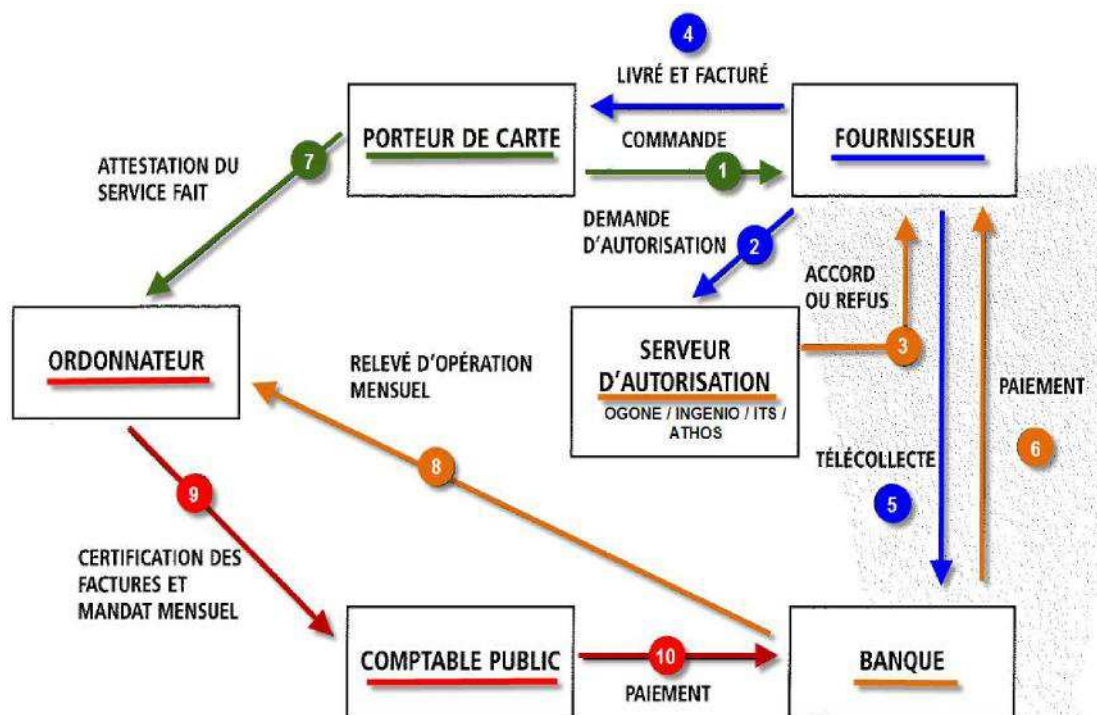 4
LIVRÉ ET FACTURÉ
PORTEUR DE CARTE
COMMANDE
1
FOURNISSEUR
7
ATTESTATION DU
SERVICE FAIT
DEMANDE
D'AUTORISATION
2
ACCORD
OU REFUS
3
ORDONNATEUR
RELEVÉ D'OPÉRATION
MENSUEL
SERVEUR
D'AUTORISATION
OGONE / INGENIO / ITS /
ATHOS
PAIEMENT
6
8
TÉLÉCOLLECTE
5
9
CERTIFICATION DES
FACTURES ET
MANDAT MENSUEL
COMPTABLE PUBLIC
10
PAIEMENT
BANQUE